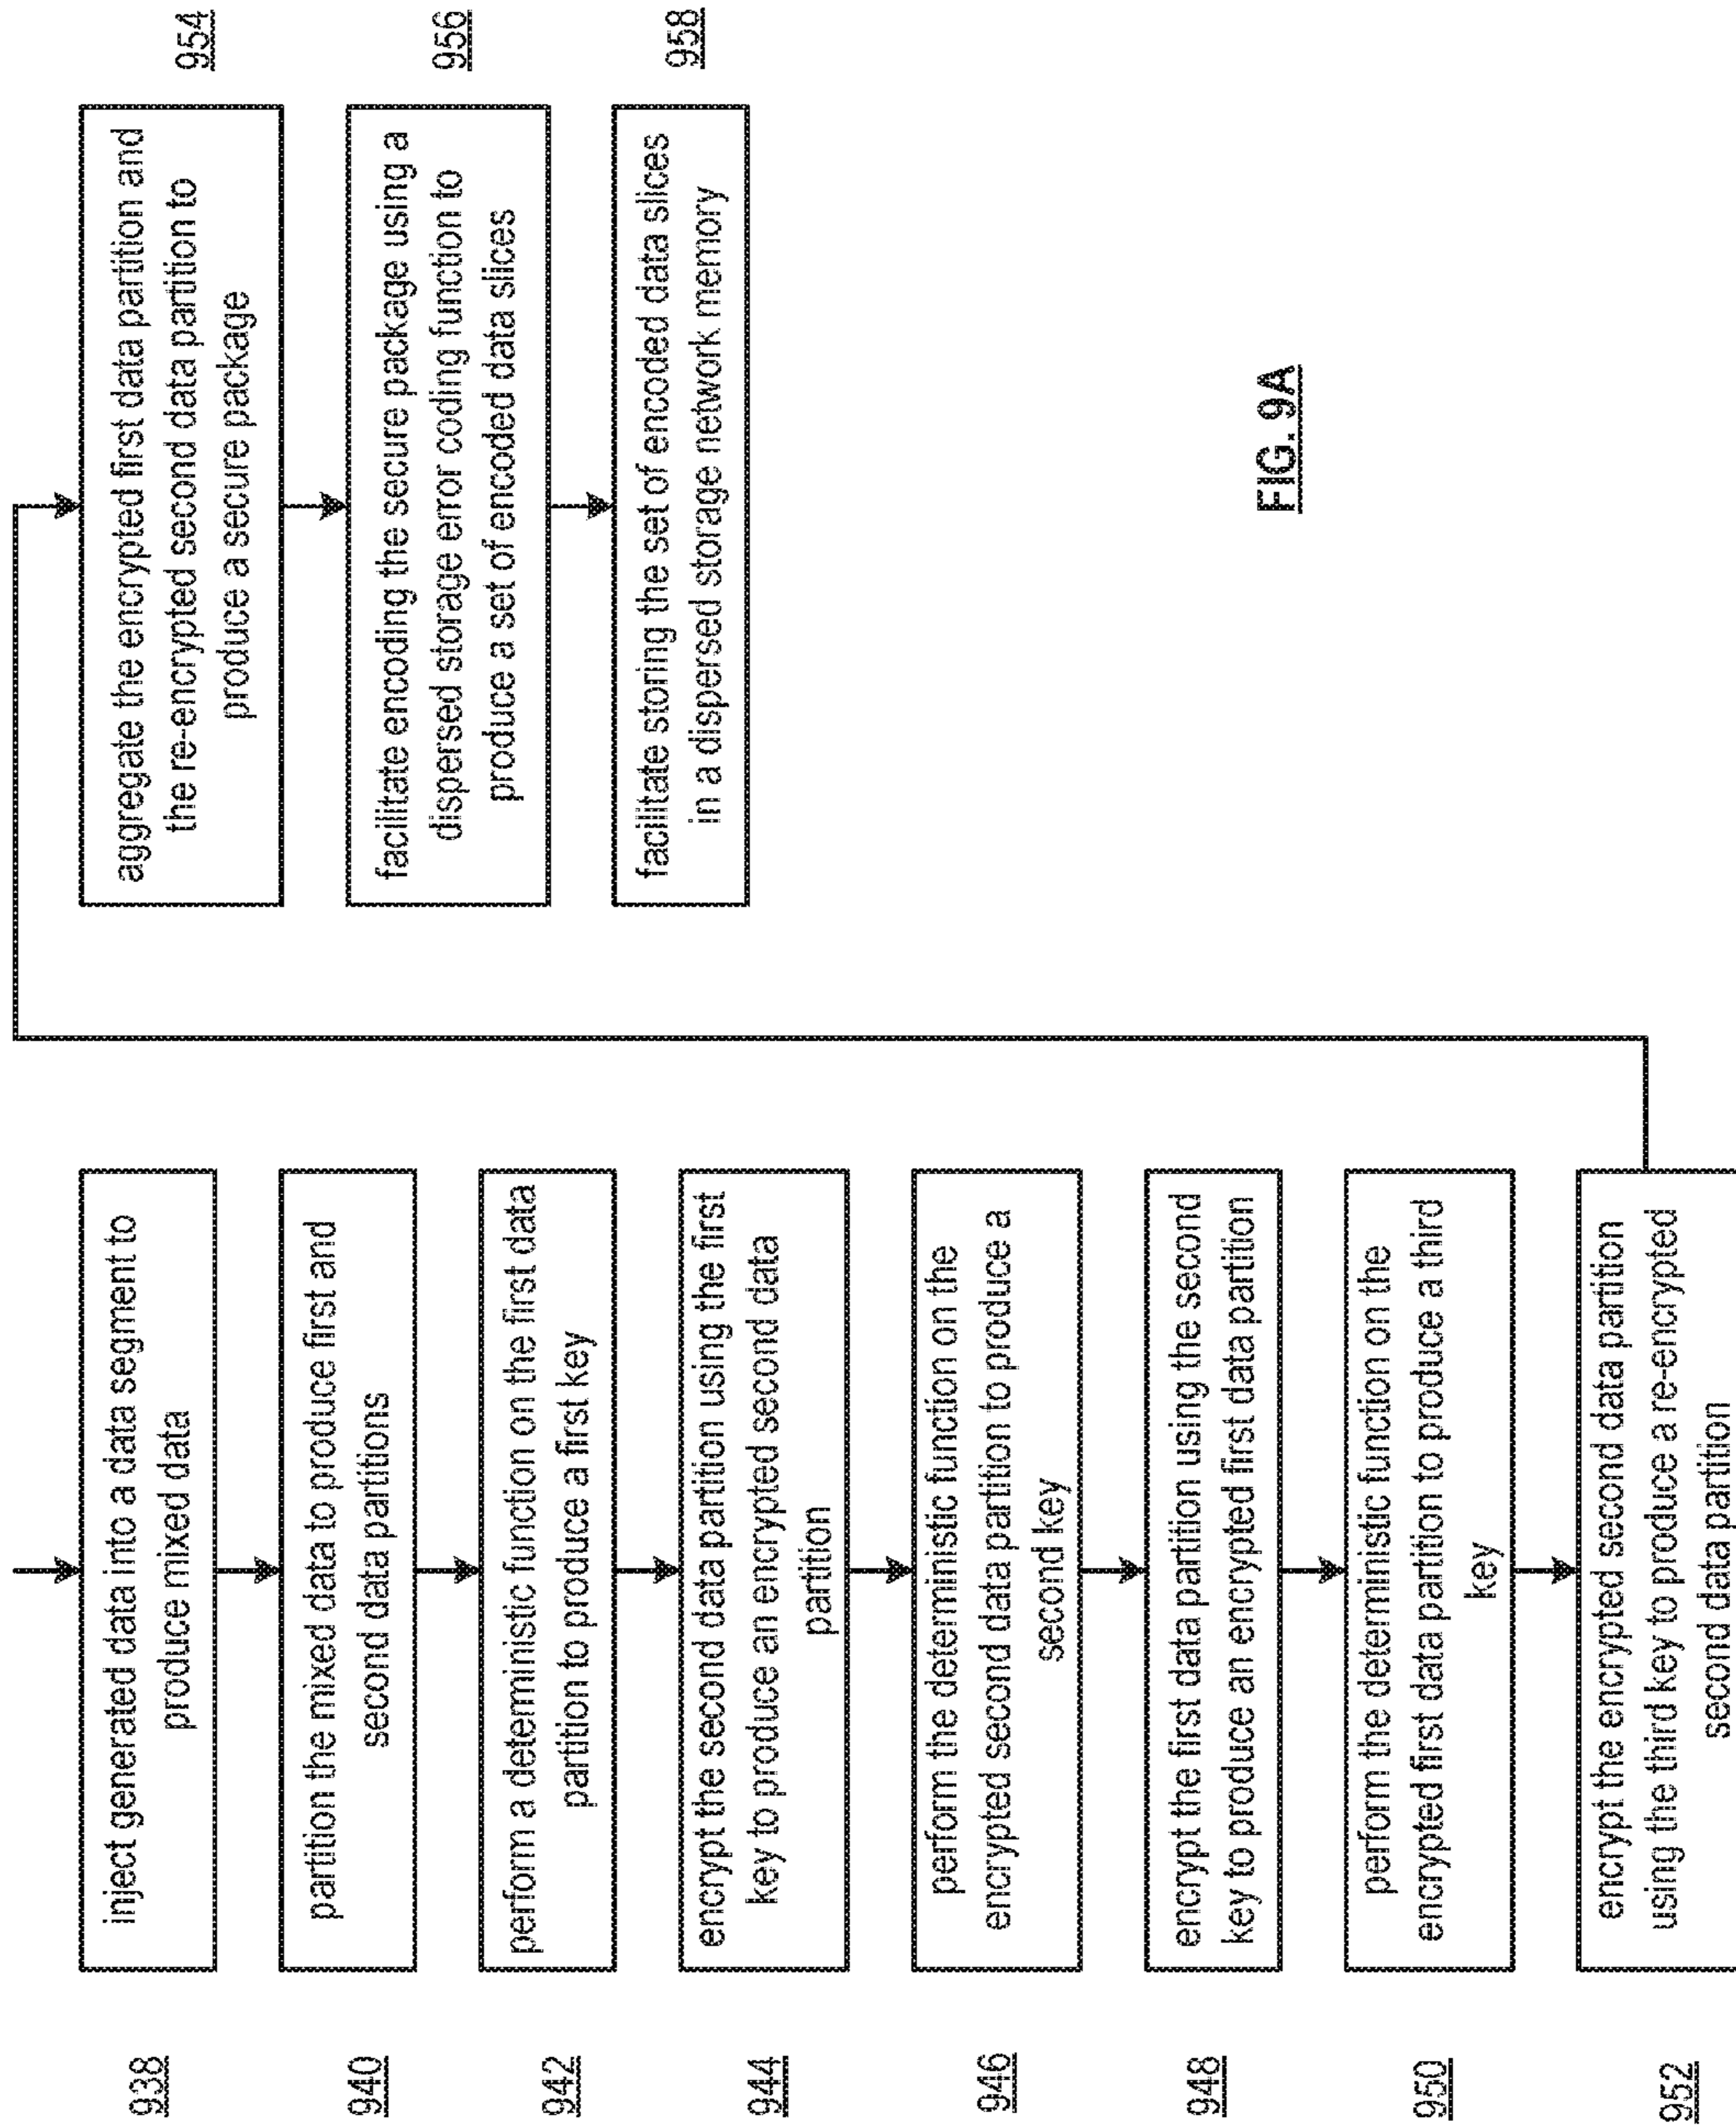 938
inject generated data into a data segment to
produce mixed data
940
partition the mixed data to produce first and
second data partitions
942
perform a deterministic function on the first data
partition to produce a first key
944
encrypt the second data partition using the first
key to produce an encrypted second data
partition
946
perform the deterministic function on the
encrypted second data partition to produce a
second key
948
encrypt the first data partition using the second
key to produce an encrypted first data partition
950
perform the deterministic function on the
encrypted first data partition to produce a third
key
952
encrypt the encrypted second data partition
using the third key to produce a re-encrypted
second data partition
954
aggregate the encrypted first data partition and
the re-encrypted second data partition to
produce a secure package
956
facilitate encoding the secure package using a
dispersed storage error coding function to
produce a set of encoded data slices
958
facilitate storing the set of encoded data slices
in a dispersed storage network memory
FIG. 9A